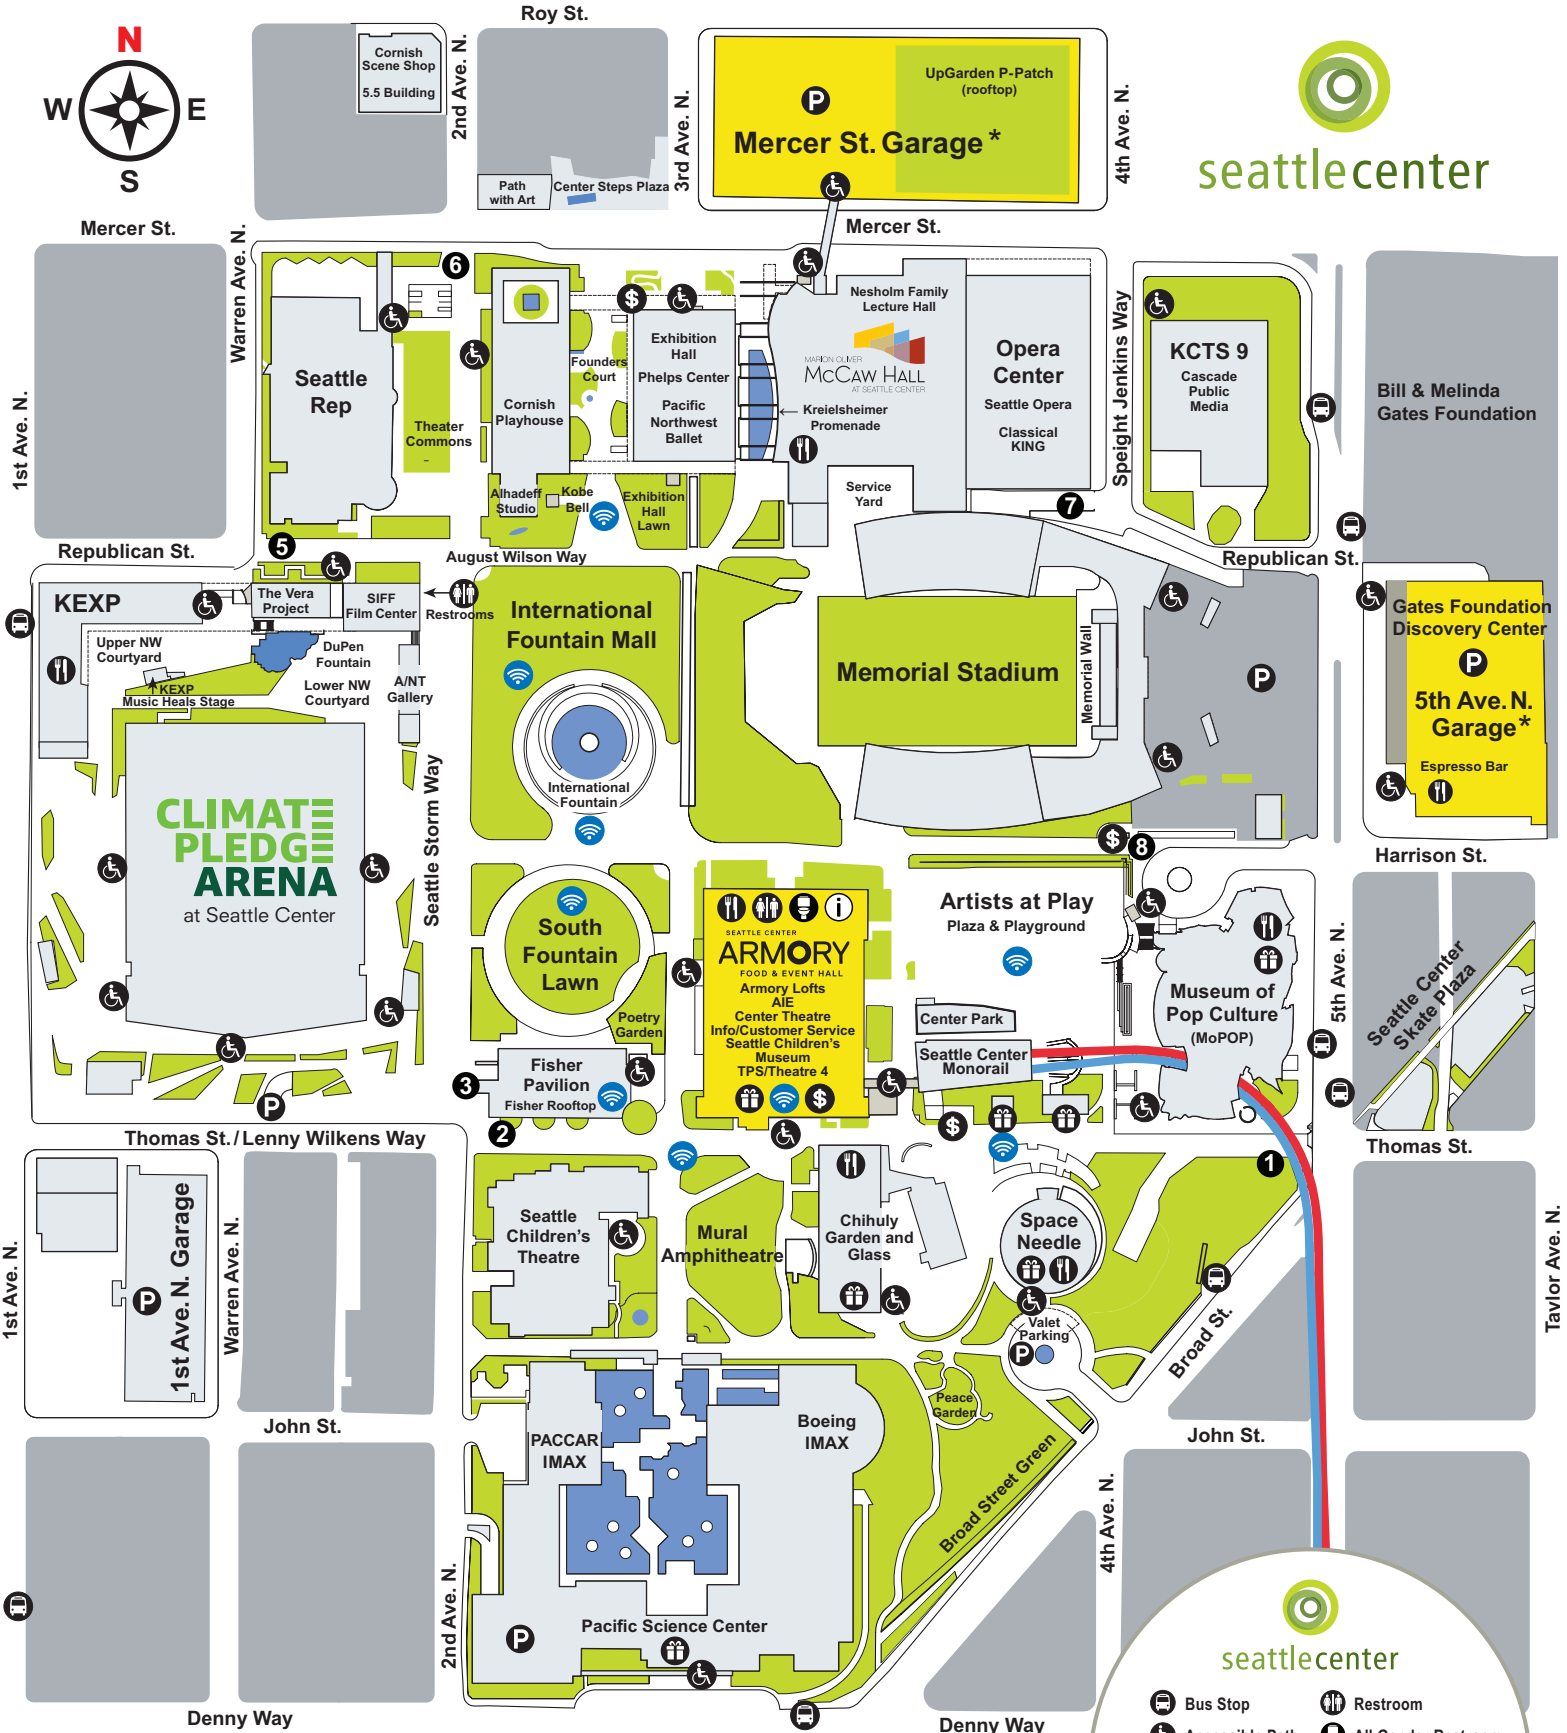 Roy St.
N
W
E
S
Cornish
Scene Shop
5.5 Building
2nd Ave. N.
Path
with Art
Center Steps Plaza
3rd Ave. N.
P
UpGarden P-Patch
(rooftop)
Mercer St. Garage *
4th Ave. N.
seattlecenter
Mercer St.
Mercer St.
Warren Ave. N.
1st Ave. N.
6
Seattle
Rep
Theater
Commons
Cornish
Playhouse
Founders
Court
$
Exhibition
Hall
Phelps Center
Pacific
Northwest
Ballet
Nesholm Family
Lecture Hall
MARION OLIVER
McCAW HALL
AT SEATTLE CENTER
Kreielsheimer
Promenade
Opera
Center
Seattle Opera
Classical
KING
Speight Jenkins Way
KCTS 9
Cascade
Public
Media
Bill & Melinda
Gates Foundation
Alhadeff
Studio
Kobe
Bell
Exhibition
Hall
Lawn
Service
Yard
7
5
Republican St.
August Wilson Way
Republican St.
KEXP
The Vera
Project
SIFF
Film Center
Restrooms
Upper NW
Courtyard
DuPen
Fountain
KEXP
Music Heals Stage
Lower NW
Courtyard
A/NT
Gallery
International
Fountain Mall
International
Fountain
Memorial Stadium
Memorial Wall
P
Gates Foundation
Discovery Center
P
5th Ave. N.
Garage*
Espresso Bar
Harrison St.
CLIMATE
PLEDGE
ARENA
at Seattle Center
Seattle Storm Way
South
Fountain
Lawn
Poetry
Garden
i
SEATTLE CENTER
ARMORY
FOOD & EVENT HALL
Armory Lofts
AIE
Center Theatre
Info/Customer Service
Seattle Children's
Museum
TPS/Theatre 4
$
$
8
Artists at Play
Plaza & Playground
Center Park
Seattle Center
Monorail
Museum of
Pop Culture
(MoPOP)
5th Ave. N.
Seattle Center
Skate Plaza
P
3
Fisher
Pavilion
Fisher Rooftop
2
$
1
Thomas St. / Lenny Wilkens Way
Thomas St.
1st Ave. N.
1st Ave. N. Garage
P
Warren Ave. N.
Seattle
Children's
Theatre
Mural
Amphitheatre
Chihuly
Garden and
Glass
Space
Needle
Valet
Parking
P
Broad St.
Taylor Ave. N.
John St.
John St.
PACCAR
IMAX
Boeing
IMAX
Peace
Garden
Broad Street Green
4th Ave. N.
2nd Ave. N.
P
Pacific Science Center
Denny Way
Denny Way
seattlecenter
Bus Stop
Restroom